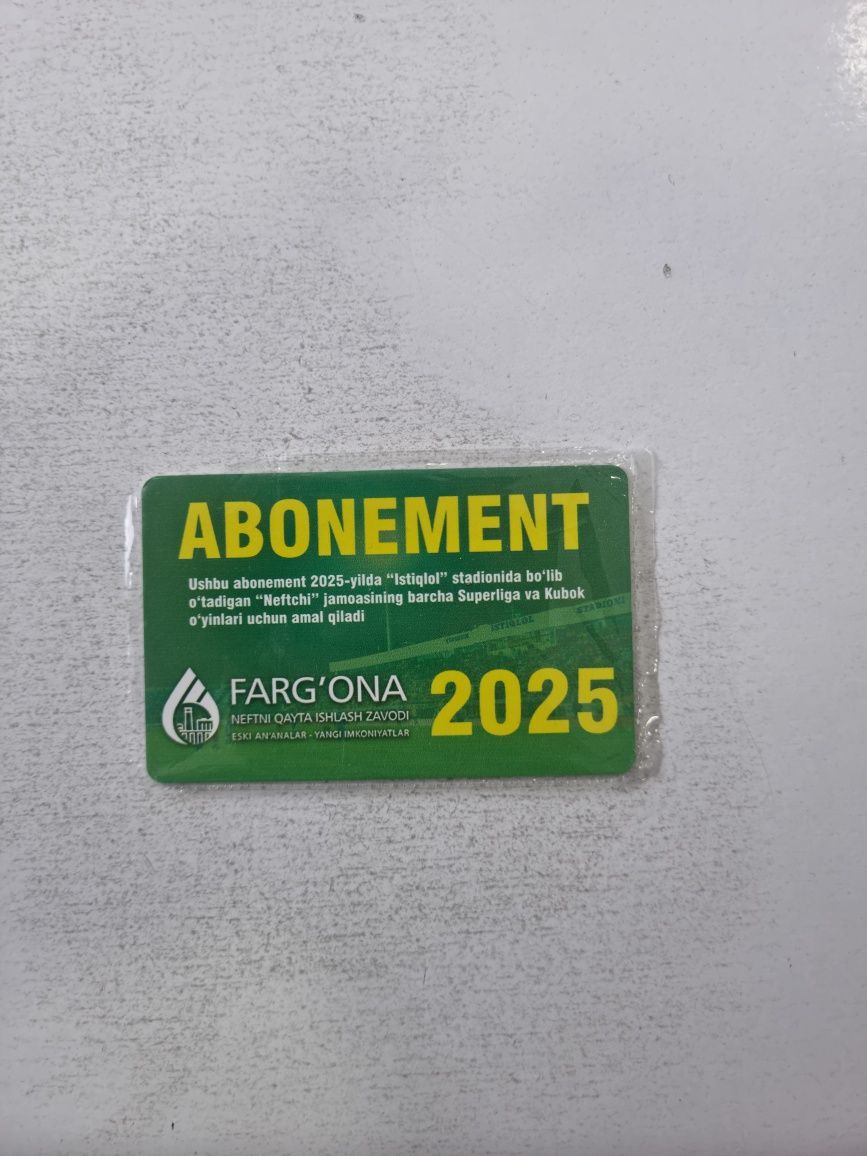 ABONEMENT
Ushbu abonement 2025-yilda “Istiqlol” stadionida bo‘lib
o‘tadigan “Neftchi” jamoasining barcha Superliga va Kubok
o‘yinlari uchun amal qiladi
ISTIQLOL
FARG’ONA
NEFTNI QAYTA ISHLASH ZAVODI
ESKI AN’ANALAR - YANGI IMKONIYATLAR
2025